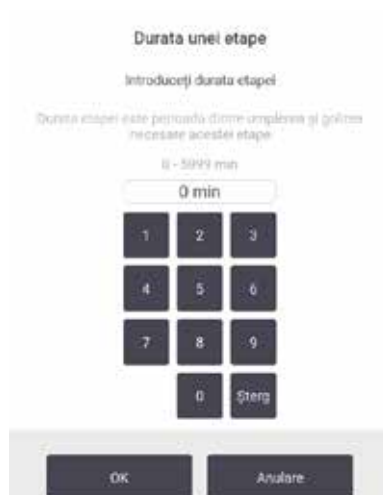 Durata unei etape
Introduceți durata etapei
Durata etapei este perioada dintre umplerea și golirea
necesare acestei etape
0 - 5999 min
0 min
1 2 3
4 5 6
7 8 9
0 Șterg
OK Anulare